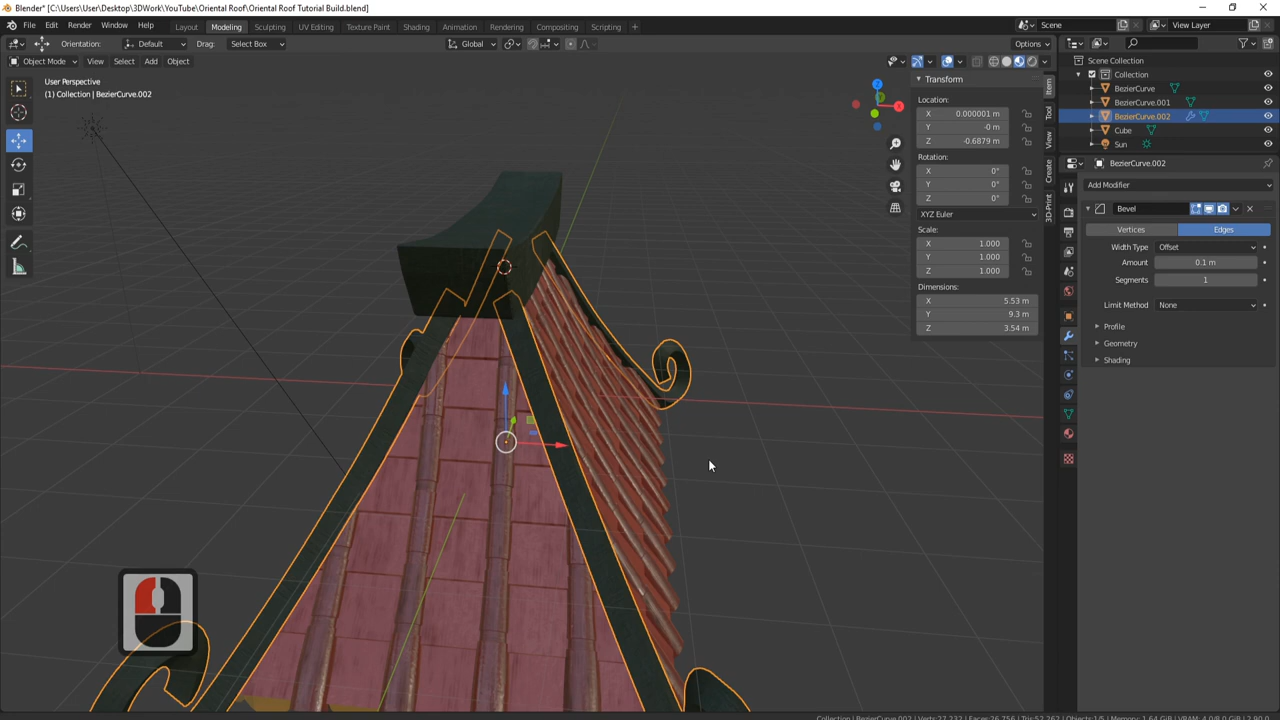 Blender* [C:\Users\User\Desktop\3DWork\YouTube\Oriental Roof\Oriental Roof Tutorial Build.blend]
File Edit Render Window Help Layout Modeling Sculpting UV Editing Texture Paint Shading Animation Rendering Compositing Scripting + Scene View Layer
Orientation: Default Drag: Select Box Global Options
Object Mode View Select Add Object
User Perspective
(1) Collection | BezierCurve.002
Transform
Location:
X 0.000001 m
Y -0 m
Z -0.6879 m
Rotation:
X 0°
Y 0°
Z 0°
XYZ Euler
Scale:
X 1.000
Y 1.000
Z 1.000
Dimensions:
X 5.53 m
Y 9.3 m
Z 3.54 m
Item
Tool
View
Create
3D-Print
Z
X
Scene Collection
Collection
BezierCurve
BezierCurve.001
BezierCurve.002
Cube
Sun
BezierCurve.002
Add Modifier
Bevel
Vertices Edges
Width Type Offset
Amount 0.1 m
Segments 1
Limit Method None
Profile
Geometry
Shading